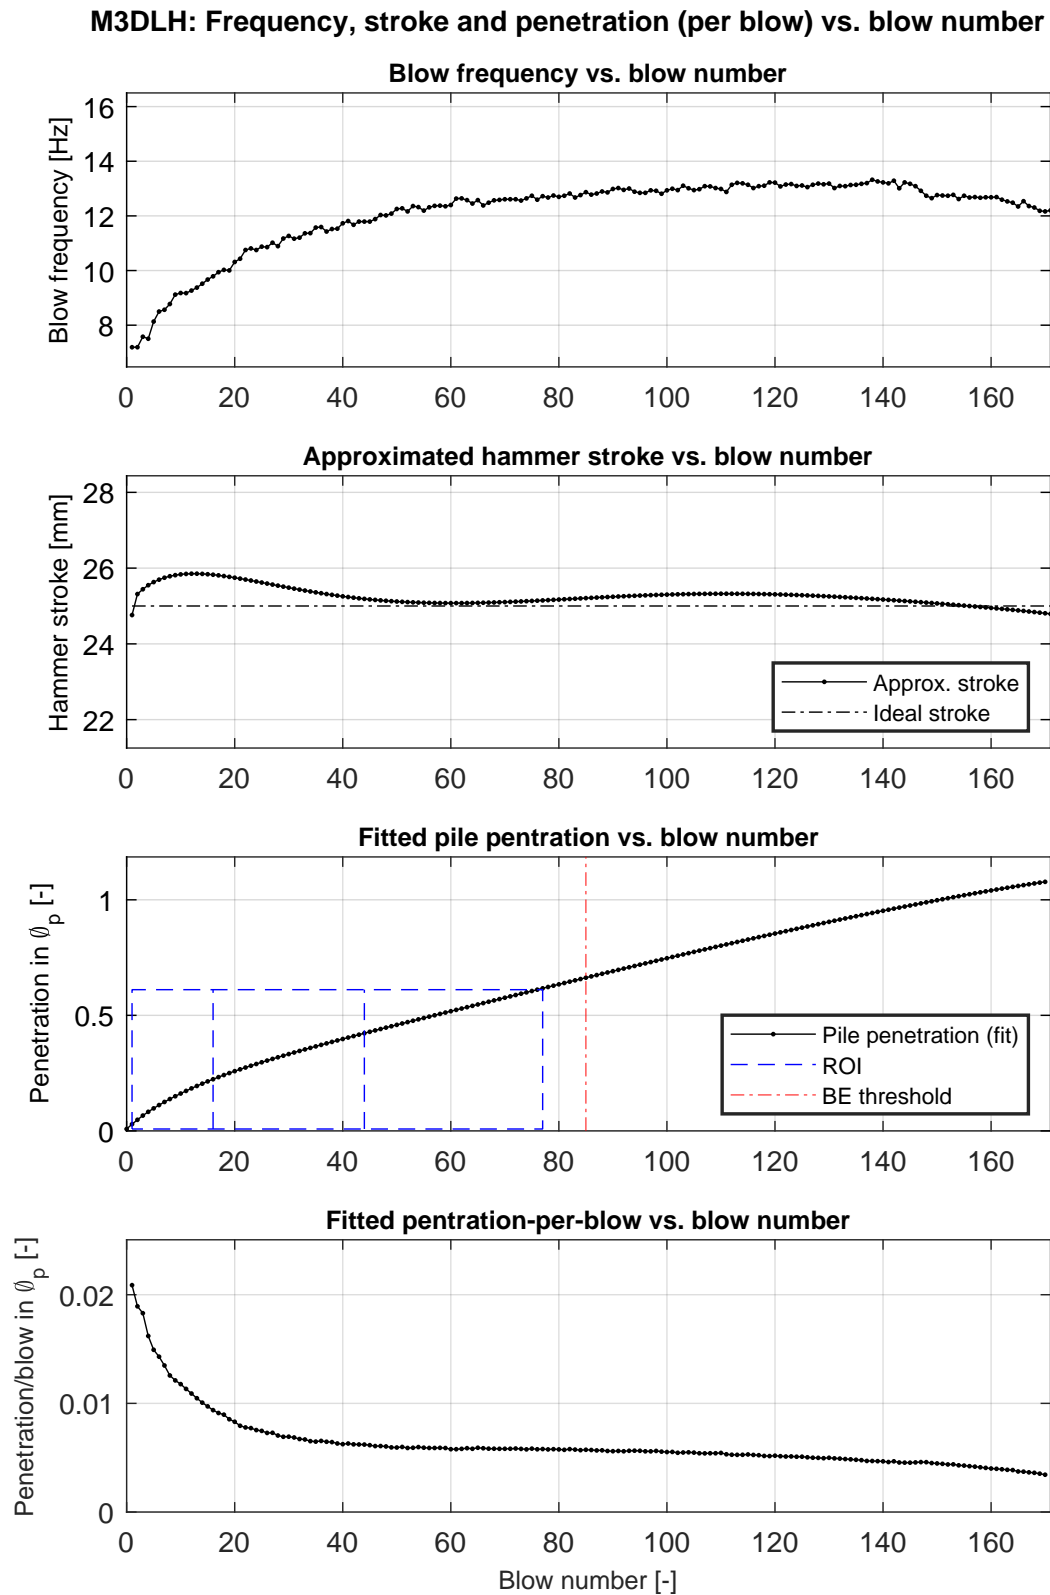 M3DLH: Frequency, stroke and penetration (per blow) vs. blow number
Blow frequency vs. blow number
Blow frequency [Hz]
16
14
12
10
8
0 20 40 60 80 100 120 140 160
Approximated hammer stroke vs. blow number
Hammer stroke [mm]
28
26
24
22
Approx. stroke
Ideal stroke
0 20 40 60 80 100 120 140 160
Fitted pile pentration vs. blow number
Penetration in ∅p [-]
1
0.5
0
Pile penetration (fit)
ROI
BE threshold
0 20 40 60 80 100 120 140 160
Fitted pentration-per-blow vs. blow number
Penetration/blow in ∅p [-]
0.02
0.01
0
0 20 40 60 80 100 120 140 160
Blow number [-]